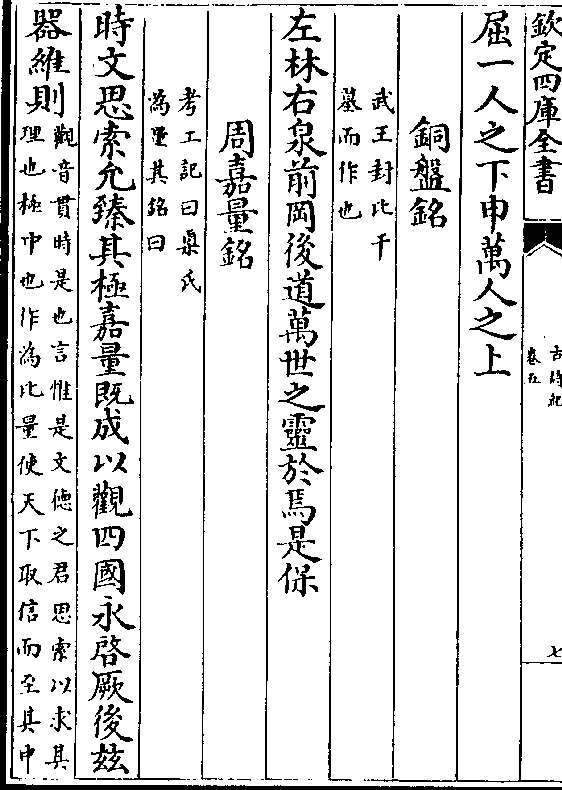 欽定四庫全書
古詩紀
卷五
七
屈一人之下申萬人之上
銅盤銘
武王封比干
墓而作也
左林右泉前岡後道萬世之靈於焉是保
周嘉量銘
考工記曰㮚氏
為量其銘曰
時文思索允臻其極嘉量既成以觀四國永啓厥後兹
器維則
觀音貫時是也言惟是文徳之君思索以求其
理也極中也作為此量使天下取信而至其中